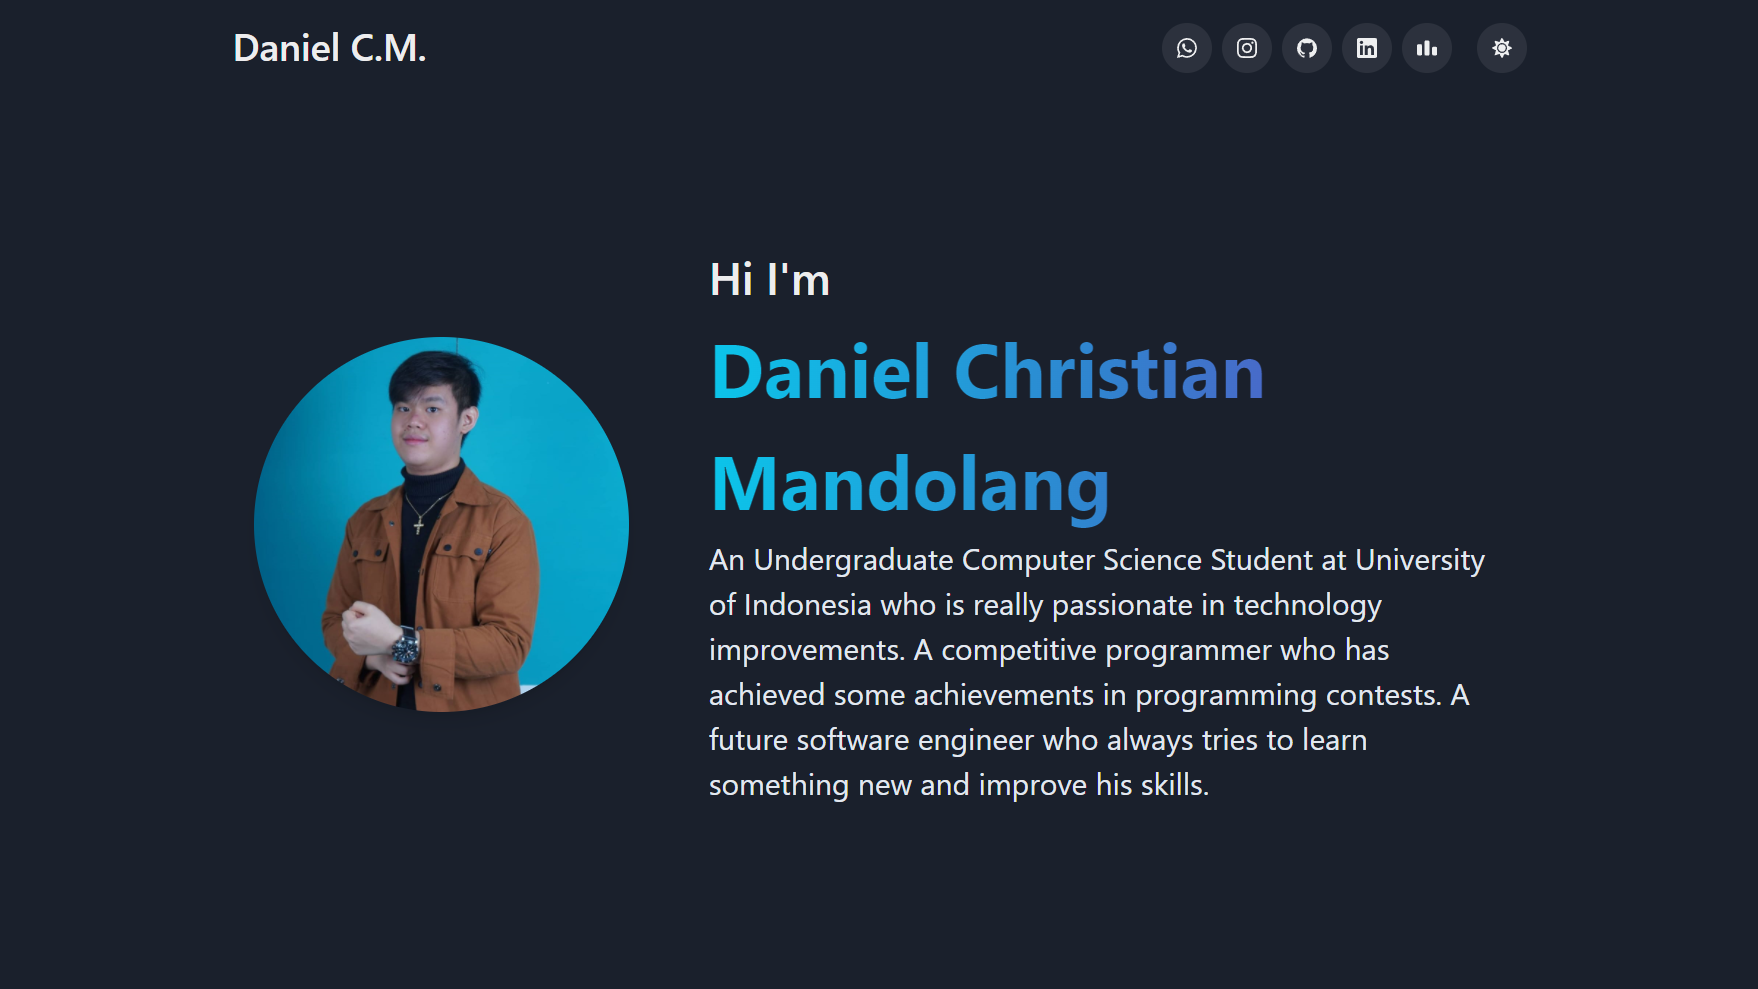 Daniel C.M.
Hi I'm
Daniel Christian
Mandolang
An Undergraduate Computer Science Student at University
of Indonesia who is really passionate in technology
improvements. A competitive programmer who has
achieved some achievements in programming contests. A
future software engineer who always tries to learn
something new and improve his skills.